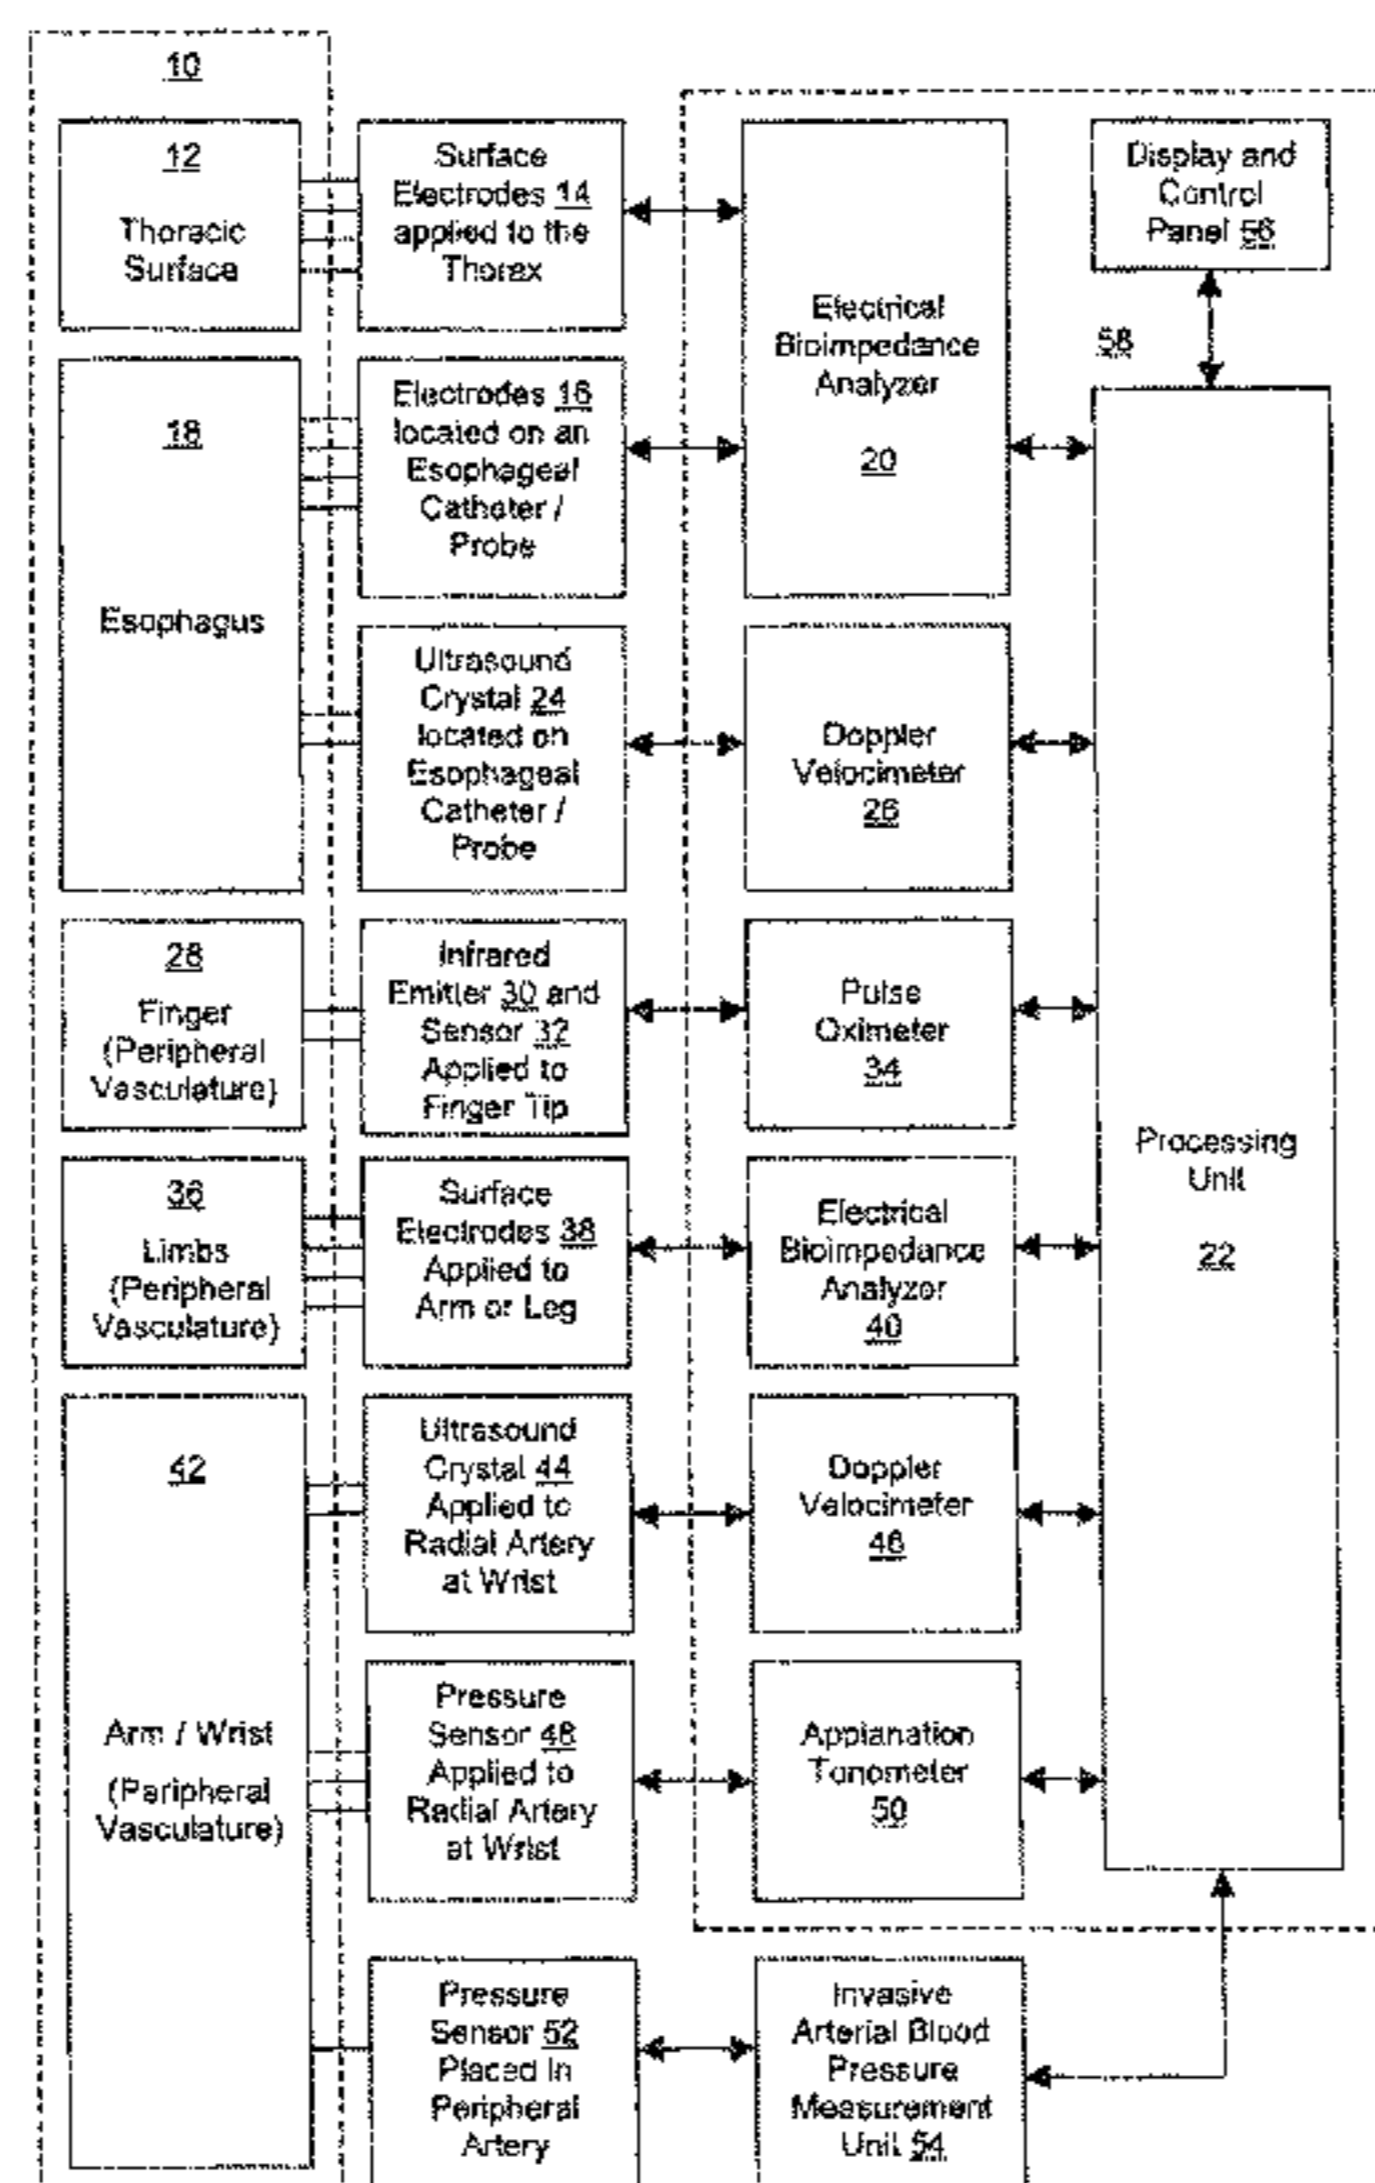 10
12
Thoracic
Surface
Surface
Electrodes 14
applied to the
Thorax
Electrical
Bioimpedance
Analyzer
20
Display and
Control
Panel 56
58
18
Esophagus
Electrodes 16
located on an
Esophageal
Catheter /
Probe
Ultrasound
Crystal 24
located on
Esophageal
Catheter /
Probe
Doppler
Velocimeter
26
28
Finger
(Peripheral
Vasculature)
Infrared
Emitter 30 and
Sensor 32
Applied to
Finger Tip
Pulse
Oximeter
34
Processing
Unit
22
36
Limbs
(Peripheral
Vasculature)
Surface
Electrodes 38
Applied to
Arm or Leg
Electrical
Bioimpedance
Analyzer
40
42
Arm / Wrist
(Peripheral
Vasculature)
Ultrasound
Crystal 44
Applied to
Radial Artery
at Wrist
Doppler
Velocimeter
46
Pressure
Sensor 48
Applied to
Radial Artery
at Wrist
Applanation
Tonometer
50
Pressure
Sensor 52
Placed in
Peripheral
Artery
Invasive
Arterial Blood
Pressure
Measurement
Unit 54